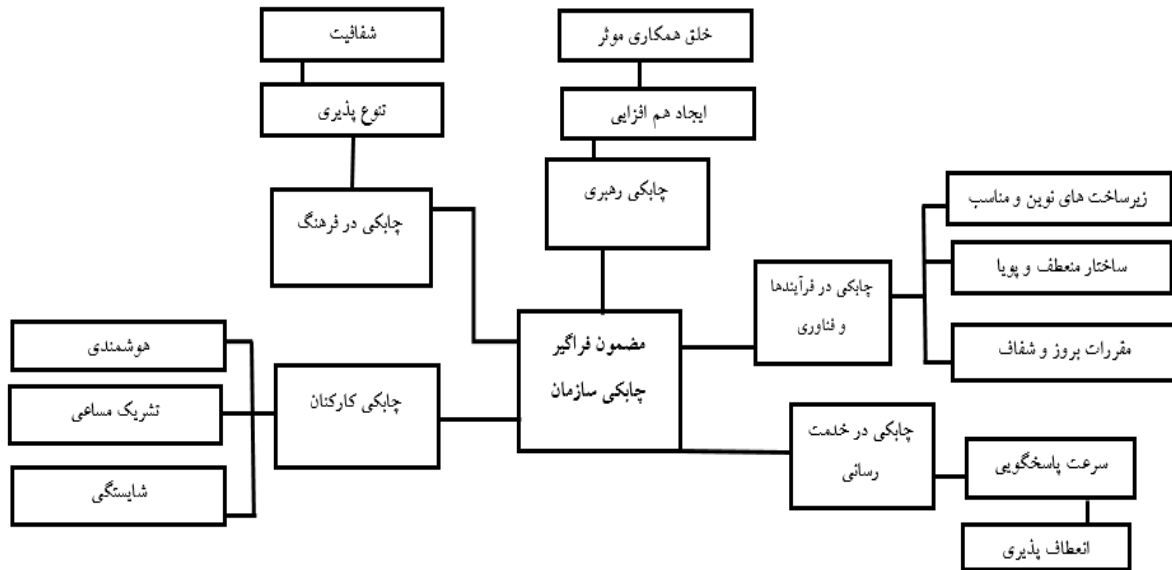 شفافیت
خلق همکاری موثر
تنوع پذیری
ایجاد هم افزایی
چابکی رهبری
چابکی در فرهنگ
زیرساخت های نوین و مناسب
ساختار منعطف و پویا
مقررات بروز و شفاف
چابکی در فرآیندها
و فناوری
مضمون فراگیر
چابکی سازمان
هوشمندی
تشریک مساعی
شایستگی
چابکی کارکنان
چابکی در خدمت
رسانی
سرعت پاسخگویی
انعطاف پذیری